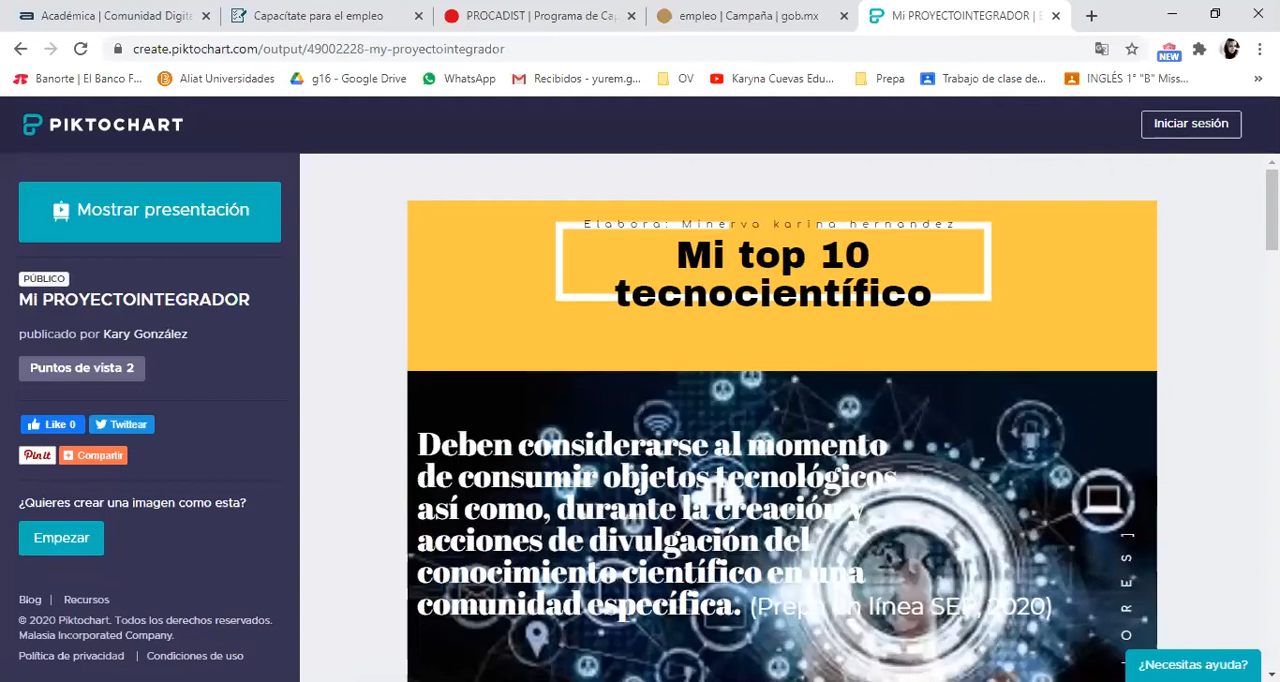 Académica | Comunidad Digita
Capacítate para el empleo
PROCADIST | Programa de Cap
empleo | Campaña | gob.mx
Mi PROYECTOINTEGRADOR | E
create.piktochart.com/output/49002228-my-proyectointegrador
NEW
Banorte | El Banco F...
Aliat Universidades
g16 - Google Drive
WhatsApp
Recibidos - yurem.g...
OV
Karyna Cuevas Edu...
Prepa
Trabajo de clase de...
INGLÉS 1° "B" Miss...
»
PIKTOCHART
Iniciar sesión
Mostrar presentación
PÚBLICO
Mi PROYECTOINTEGRADOR
publicado por Kary González
Puntos de vista 2
Like 0
Twittear
Pinit
Compartir
¿Quieres crear una imagen como esta?
Empezar
Blog |
Recursos
© 2020 Piktochart. Todos los derechos reservados.
Malasia Incorporated Company.
Política de privacidad | Condiciones de uso
Elabora: Minerva karina hernandez
Mi top 10
tecnocientífico
Deben considerarse al momento
de consumir objetos tecnológicos
así como, durante la creación y
acciones de divulgación del
conocimiento científico en una
comunidad específica. (Prepa en línea SEP, 2020)
O R E S ]
¿Necesitas ayuda?